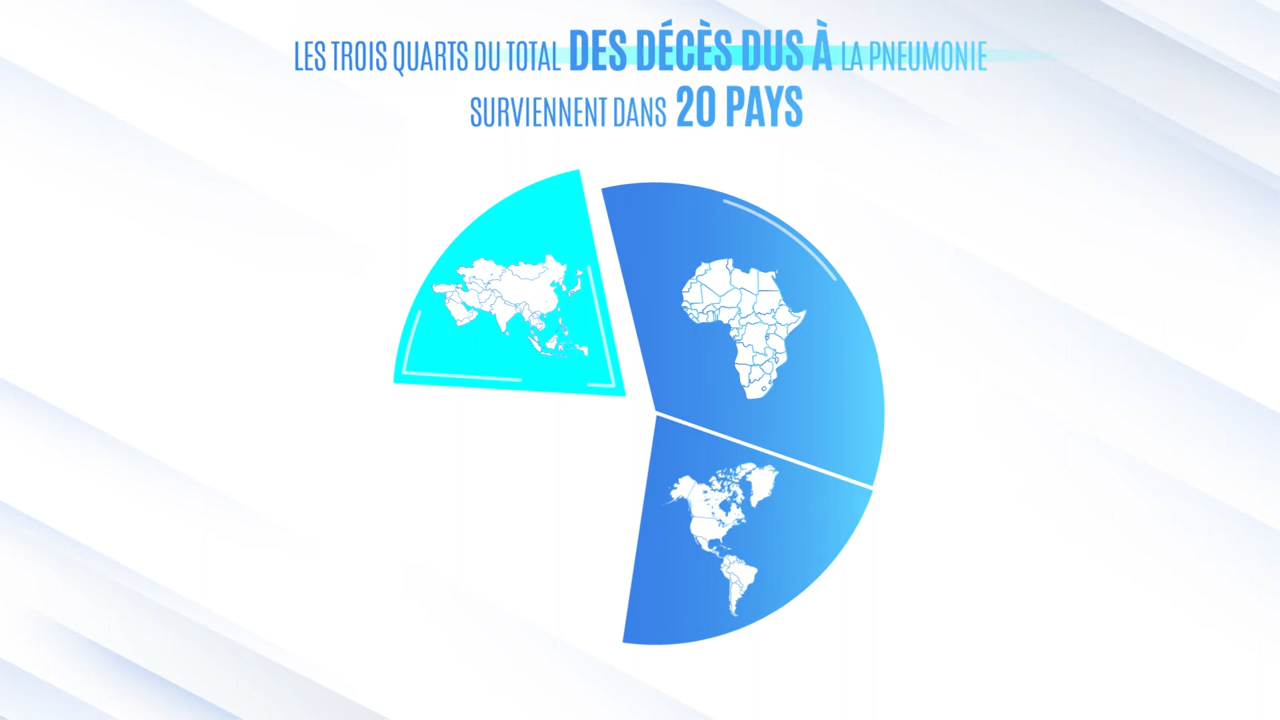 LES TROIS QUARTS DU TOTAL DES DÉCÈS DUS À LA PNEUMONIE
SURVIENNENT DANS 20 PAYS